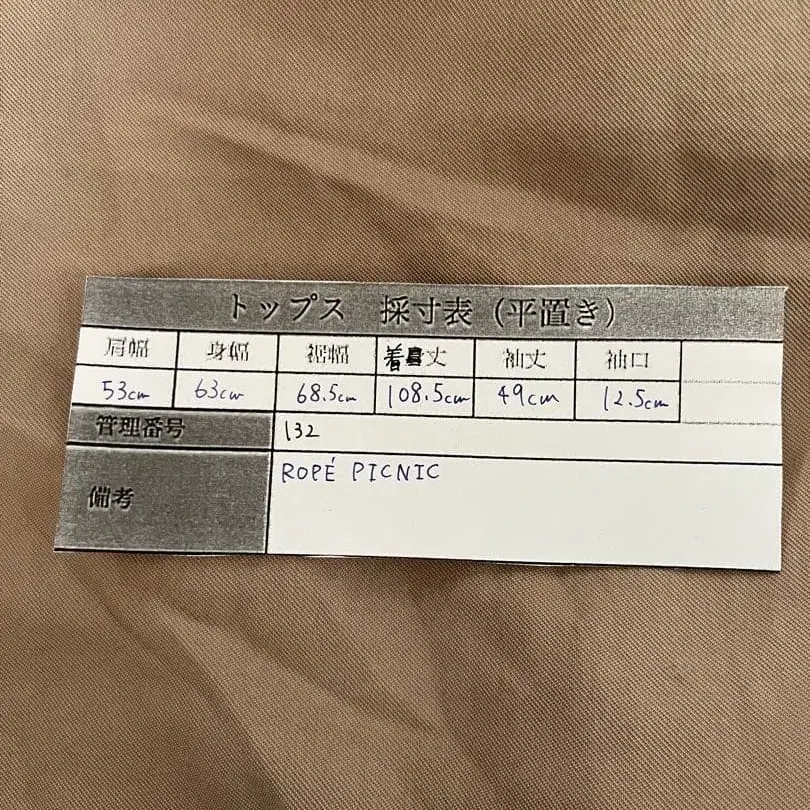 トップス 採寸表（平置き）
肩幅 身幅 裾幅 着丈 袖丈 袖口
53cm 63cm 68.5cm 108.5cm 49cm 12.5cm
管理番号 132
備考 ROPÉ PICNIC